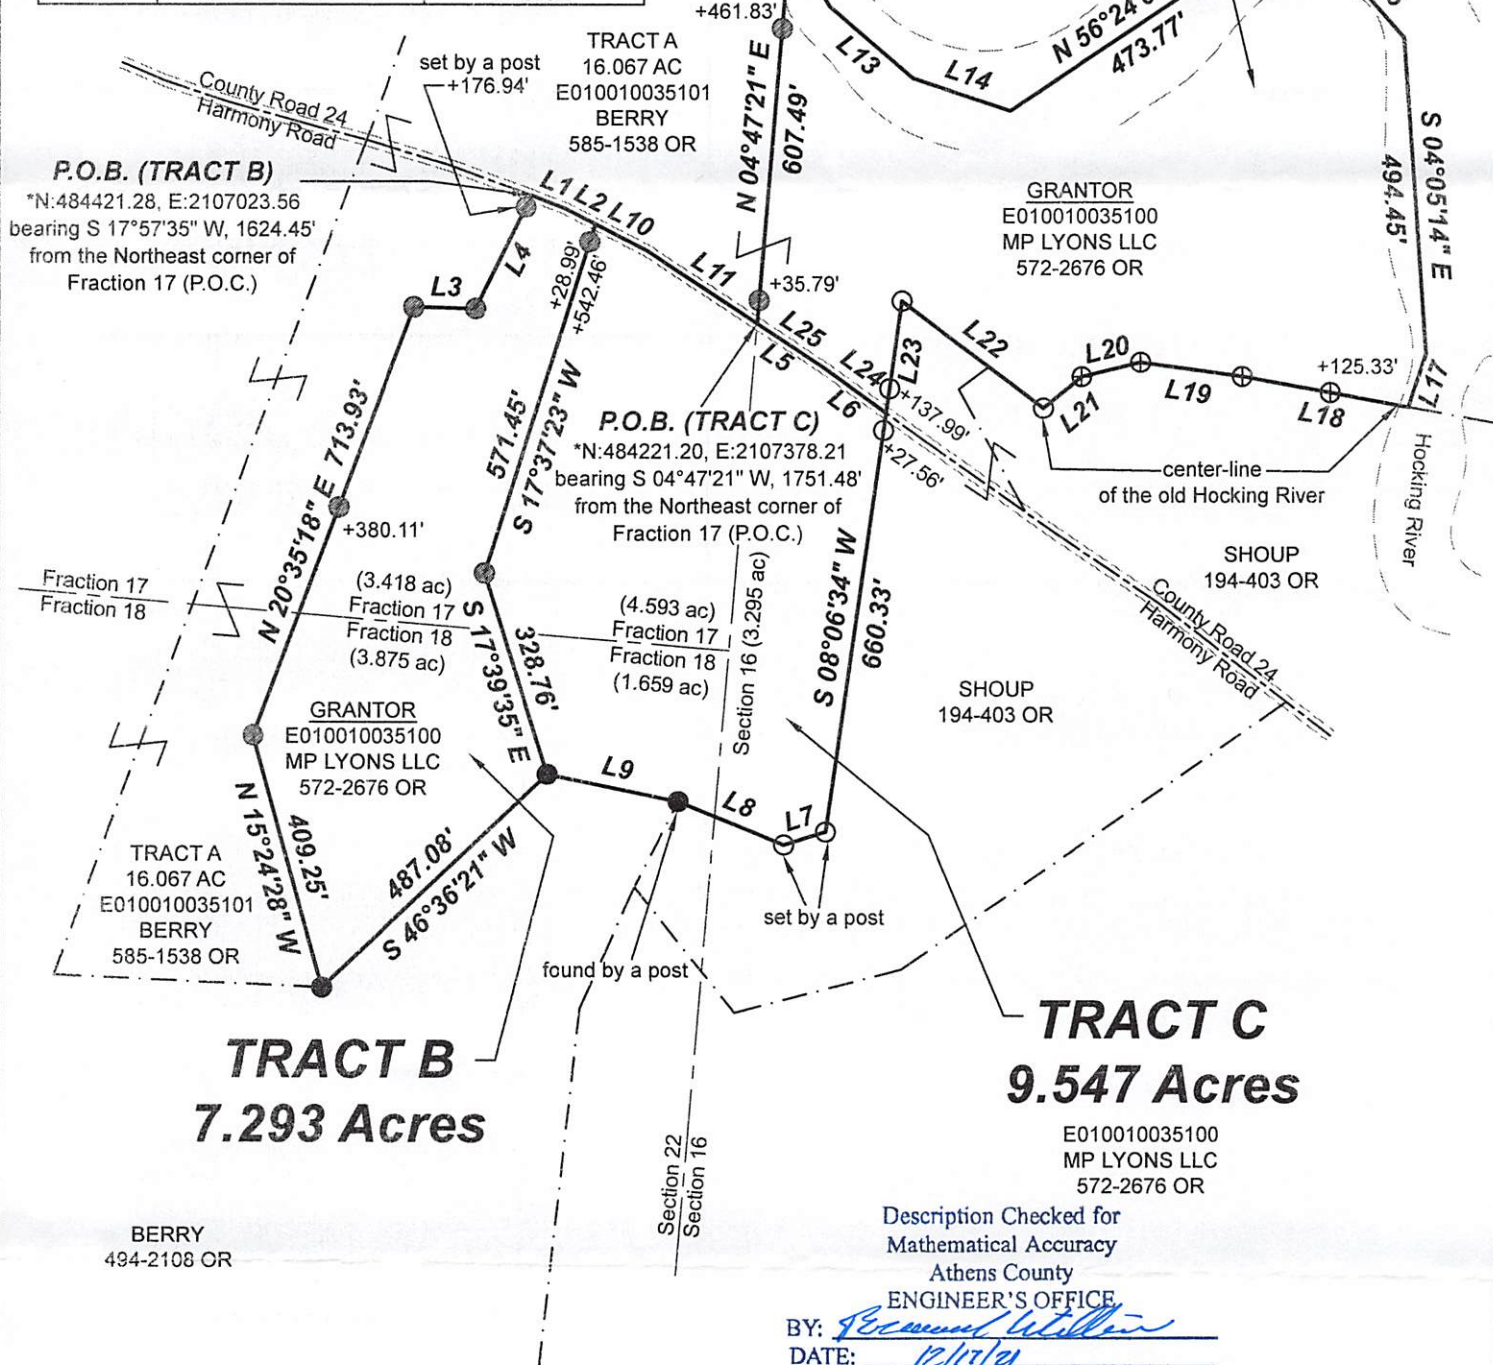 +461.83'
TRACT A
16.067 AC
E010010035101
BERRY
585-1538 OR
set by a post
+176.94'
County Road 24
Harmony Road
P.O.B. (TRACT B)
*N:484421.28, E:2107023.56
bearing S 17°57'35" W, 1624.45'
from the Northeast corner of
Fraction 17 (P.O.C.)
N 04°47'21" E
607.49'
L13
L14
473.77'
S 04°05'14" E
494.45'
GRANTOR
E010010035100
MP LYONS LLC
572-2676 OR
L1
L2
L10
L11
L3
L4
+28.99'
+542.46'
+35.79'
L25
L5
L24
L6
L23
L22
L20
L21
L19
L18
+125.33'
L17
Hocking River
center-line
of the old Hocking River
+137.99'
+27.56'
P.O.B. (TRACT C)
*N:484221.20, E:2107378.21
bearing S 04°47'21" W, 1751.48'
from the Northeast corner of
Fraction 17 (P.O.C.)
N 20°35'18" E 713.93'
+380.11'
571.45'
S 17°37'23" W
Fraction 17
Fraction 18
(3.418 ac)
Fraction 17
Fraction 18
(3.875 ac)
328.76'
S 17°39'35" E
(4.593 ac)
Fraction 17
Fraction 18
(1.659 ac)
Section 16 (3.295 ac)
S 08°06'34" W
660.33'
SHOUP
194-403 OR
County Road 24
Harmony Road
SHOUP
194-403 OR
GRANTOR
E010010035100
MP LYONS LLC
572-2676 OR
L9
L8
L7
N 15°24'28" W
409.25'
487.08'
S 46°36'21" W
TRACT A
16.067 AC
E010010035101
BERRY
585-1538 OR
set by a post
found by a post
TRACT B
7.293 Acres
TRACT C
9.547 Acres
E010010035100
MP LYONS LLC
572-2676 OR
Section 22
Section 16
BERRY
494-2108 OR
Description Checked for
Mathematical Accuracy
Athens County
ENGINEER'S OFFICE
BY:
DATE: 12/17/21